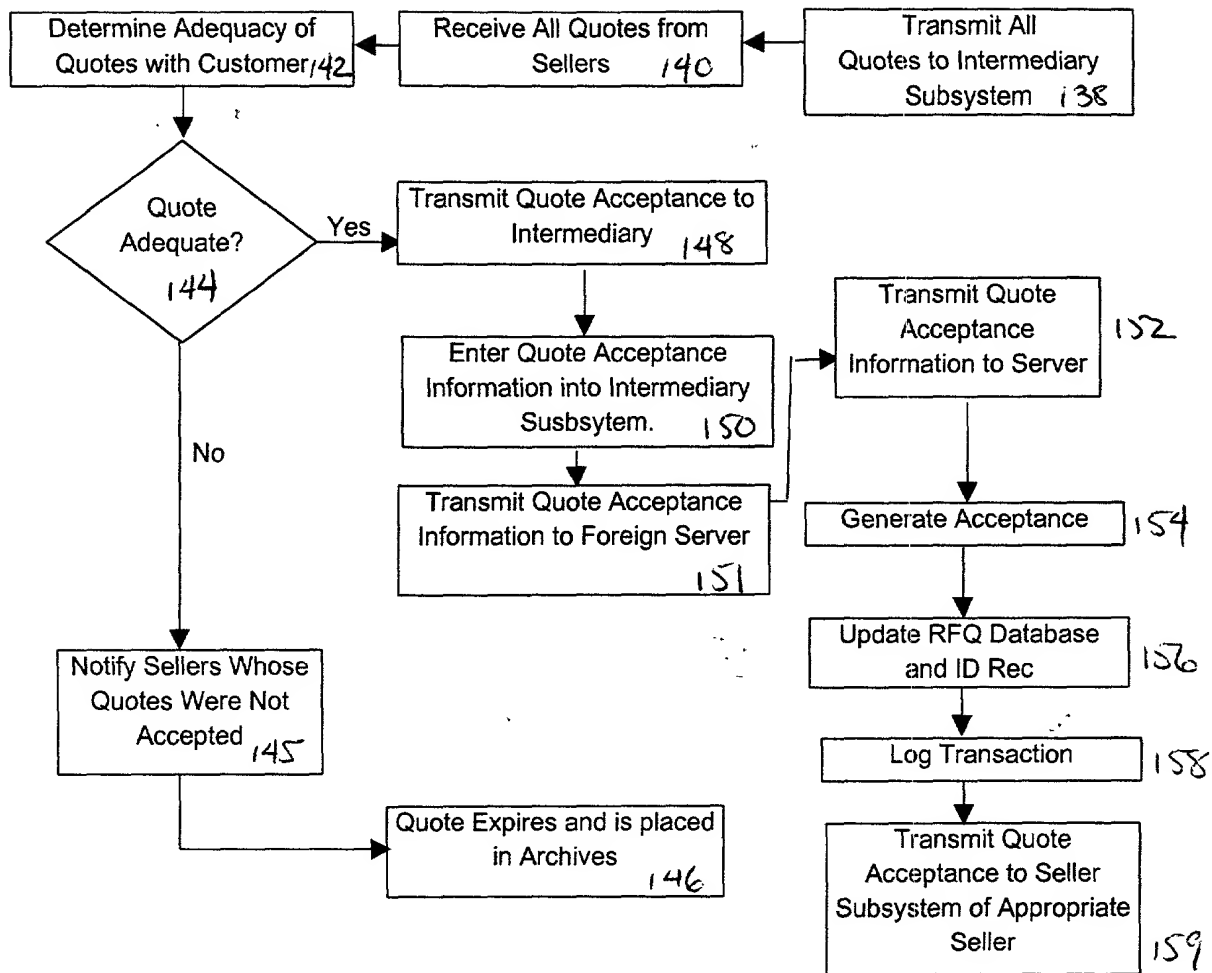 Determine Adequacy of
Quotes with Customer 142
Receive All Quotes from
Sellers 140
Transmit All
Quotes to Intermediary
Subsystem 138
Quote
Adequate?
144
Yes
No
Transmit Quote Acceptance to
Intermediary 148
Enter Quote Acceptance
Information into Intermediary
Susbsytem. 150
Transmit Quote Acceptance
Information to Foreign Server
151
Transmit Quote
Acceptance
Information to Server
152
Generate Acceptance 154
Update RFQ Database
and ID Rec
156
Log Transaction 158
Transmit Quote
Acceptance to Seller
Subsystem of Appropriate
Seller
159
Notify Sellers Whose
Quotes Were Not
Accepted 145
Quote Expires and is placed
in Archives
146